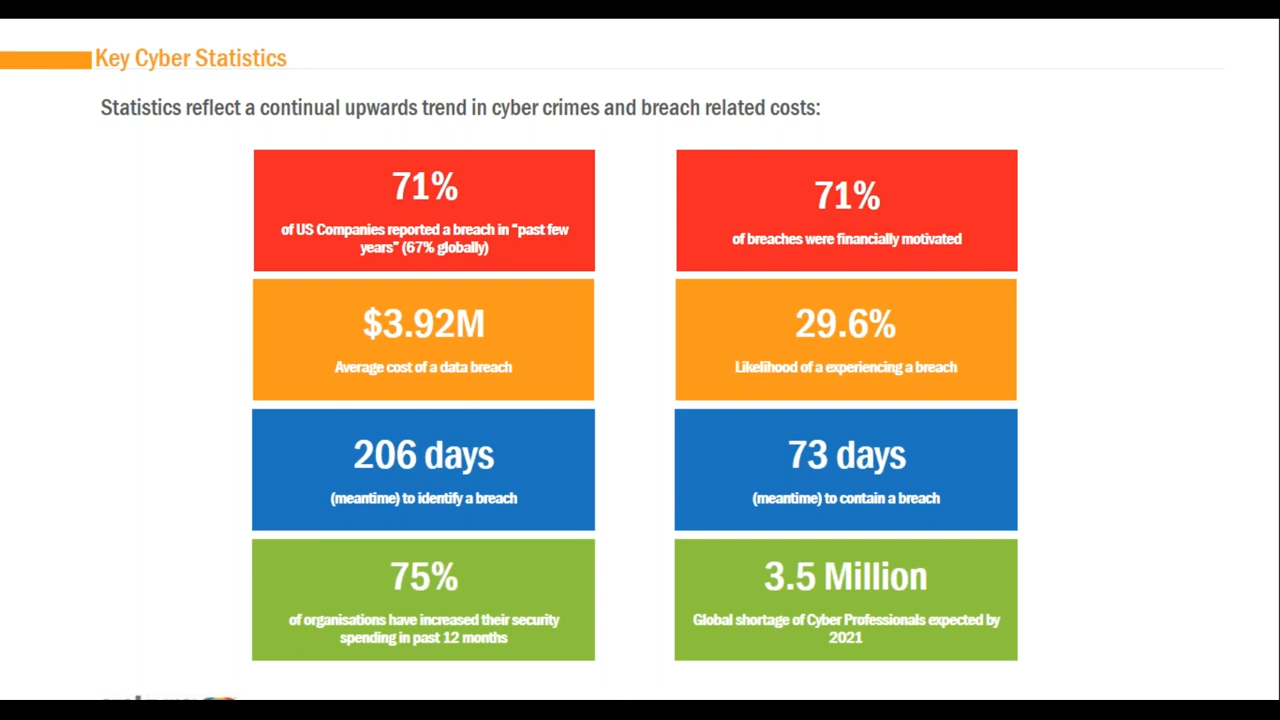 Key Cyber Statistics
Statistics reflect a continual upwards trend in cyber crimes and breach related costs:
71%
of US Companies reported a breach in “past few
years” (67% globally)
71%
of breaches were financially motivated
$3.92M
Average cost of a data breach
29.6%
Likelihood of a experiencing a breach
206 days
(meantime) to identify a breach
73 days
(meantime) to contain a breach
75%
of organisations have increased their security
spending in past 12 months
3.5 Million
Global shortage of Cyber Professionals expected by
2021